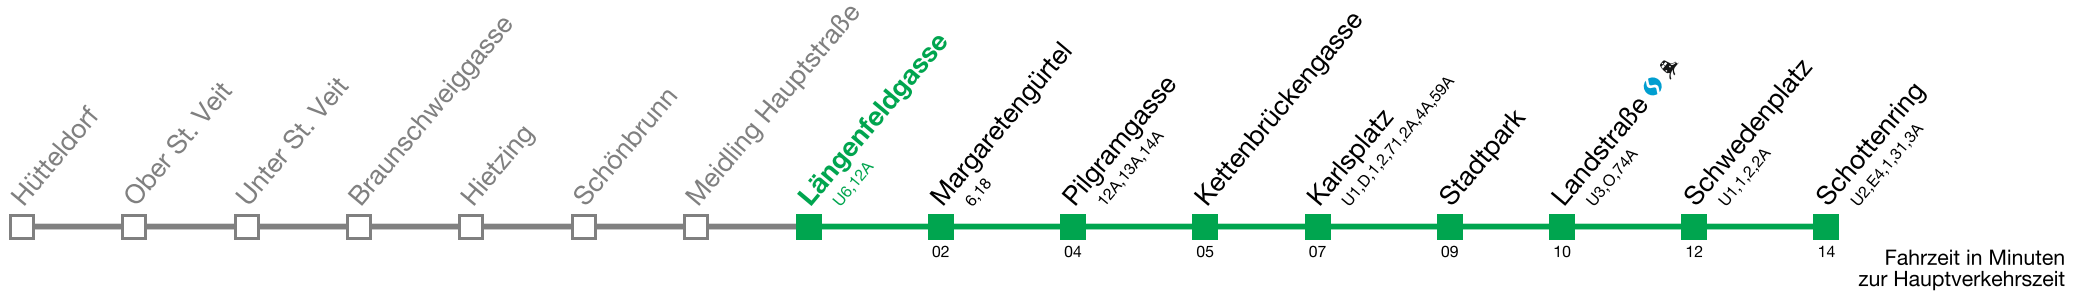 Hütteldorf
Ober St. Veit
Unter St. Veit
Braunschweiggasse
Hietzing
Schönbrunn
Meidling Hauptstraße
Längenfeldgasse
U6,12A
Margaretengürtel
6,18
Pilgramgasse
12A,13A,14A
Kettenbrückengasse
Karlsplatz
U1,D,1,2,71,2A,4A,59A
Stadtpark
Landstraße
U3,O,74A
Schwedenplatz
U1,1,2,2A
Schottenring
U2,E4,1,31,3A
02
04
05
07
09
10
12
14
Fahrzeit in Minuten
zur Hauptverkehrszeit